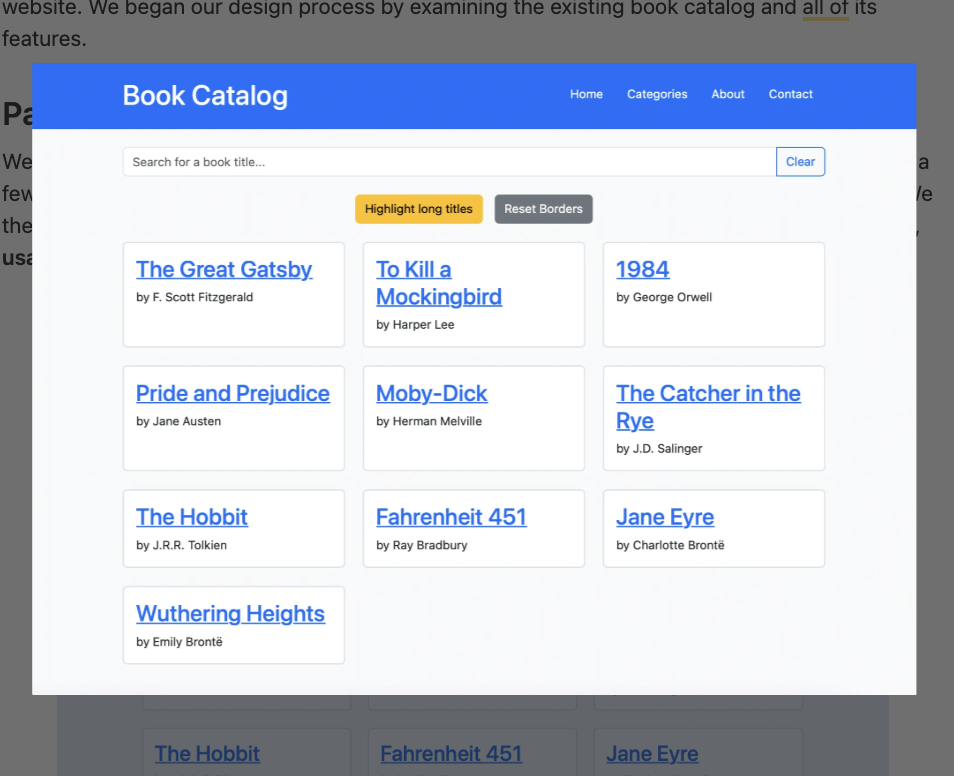 website. We began our design process by examining the existing book catalog and all of its
features.
Book Catalog
Home Categories About Contact
Search for a book title... Clear
Highlight long titles Reset Borders
The Great Gatsby
by F. Scott Fitzgerald
To Kill a
Mockingbird
by Harper Lee
1984
by George Orwell
Pride and Prejudice
by Jane Austen
Moby-Dick
by Herman Melville
The Catcher in the
Rye
by J.D. Salinger
The Hobbit
by J.R.R. Tolkien
Fahrenheit 451
by Ray Bradbury
Jane Eyre
by Charlotte Brontë
Wuthering Heights
by Emily Brontë
We a
few
The Hobbit Fahrenheit 451 Jane Eyre